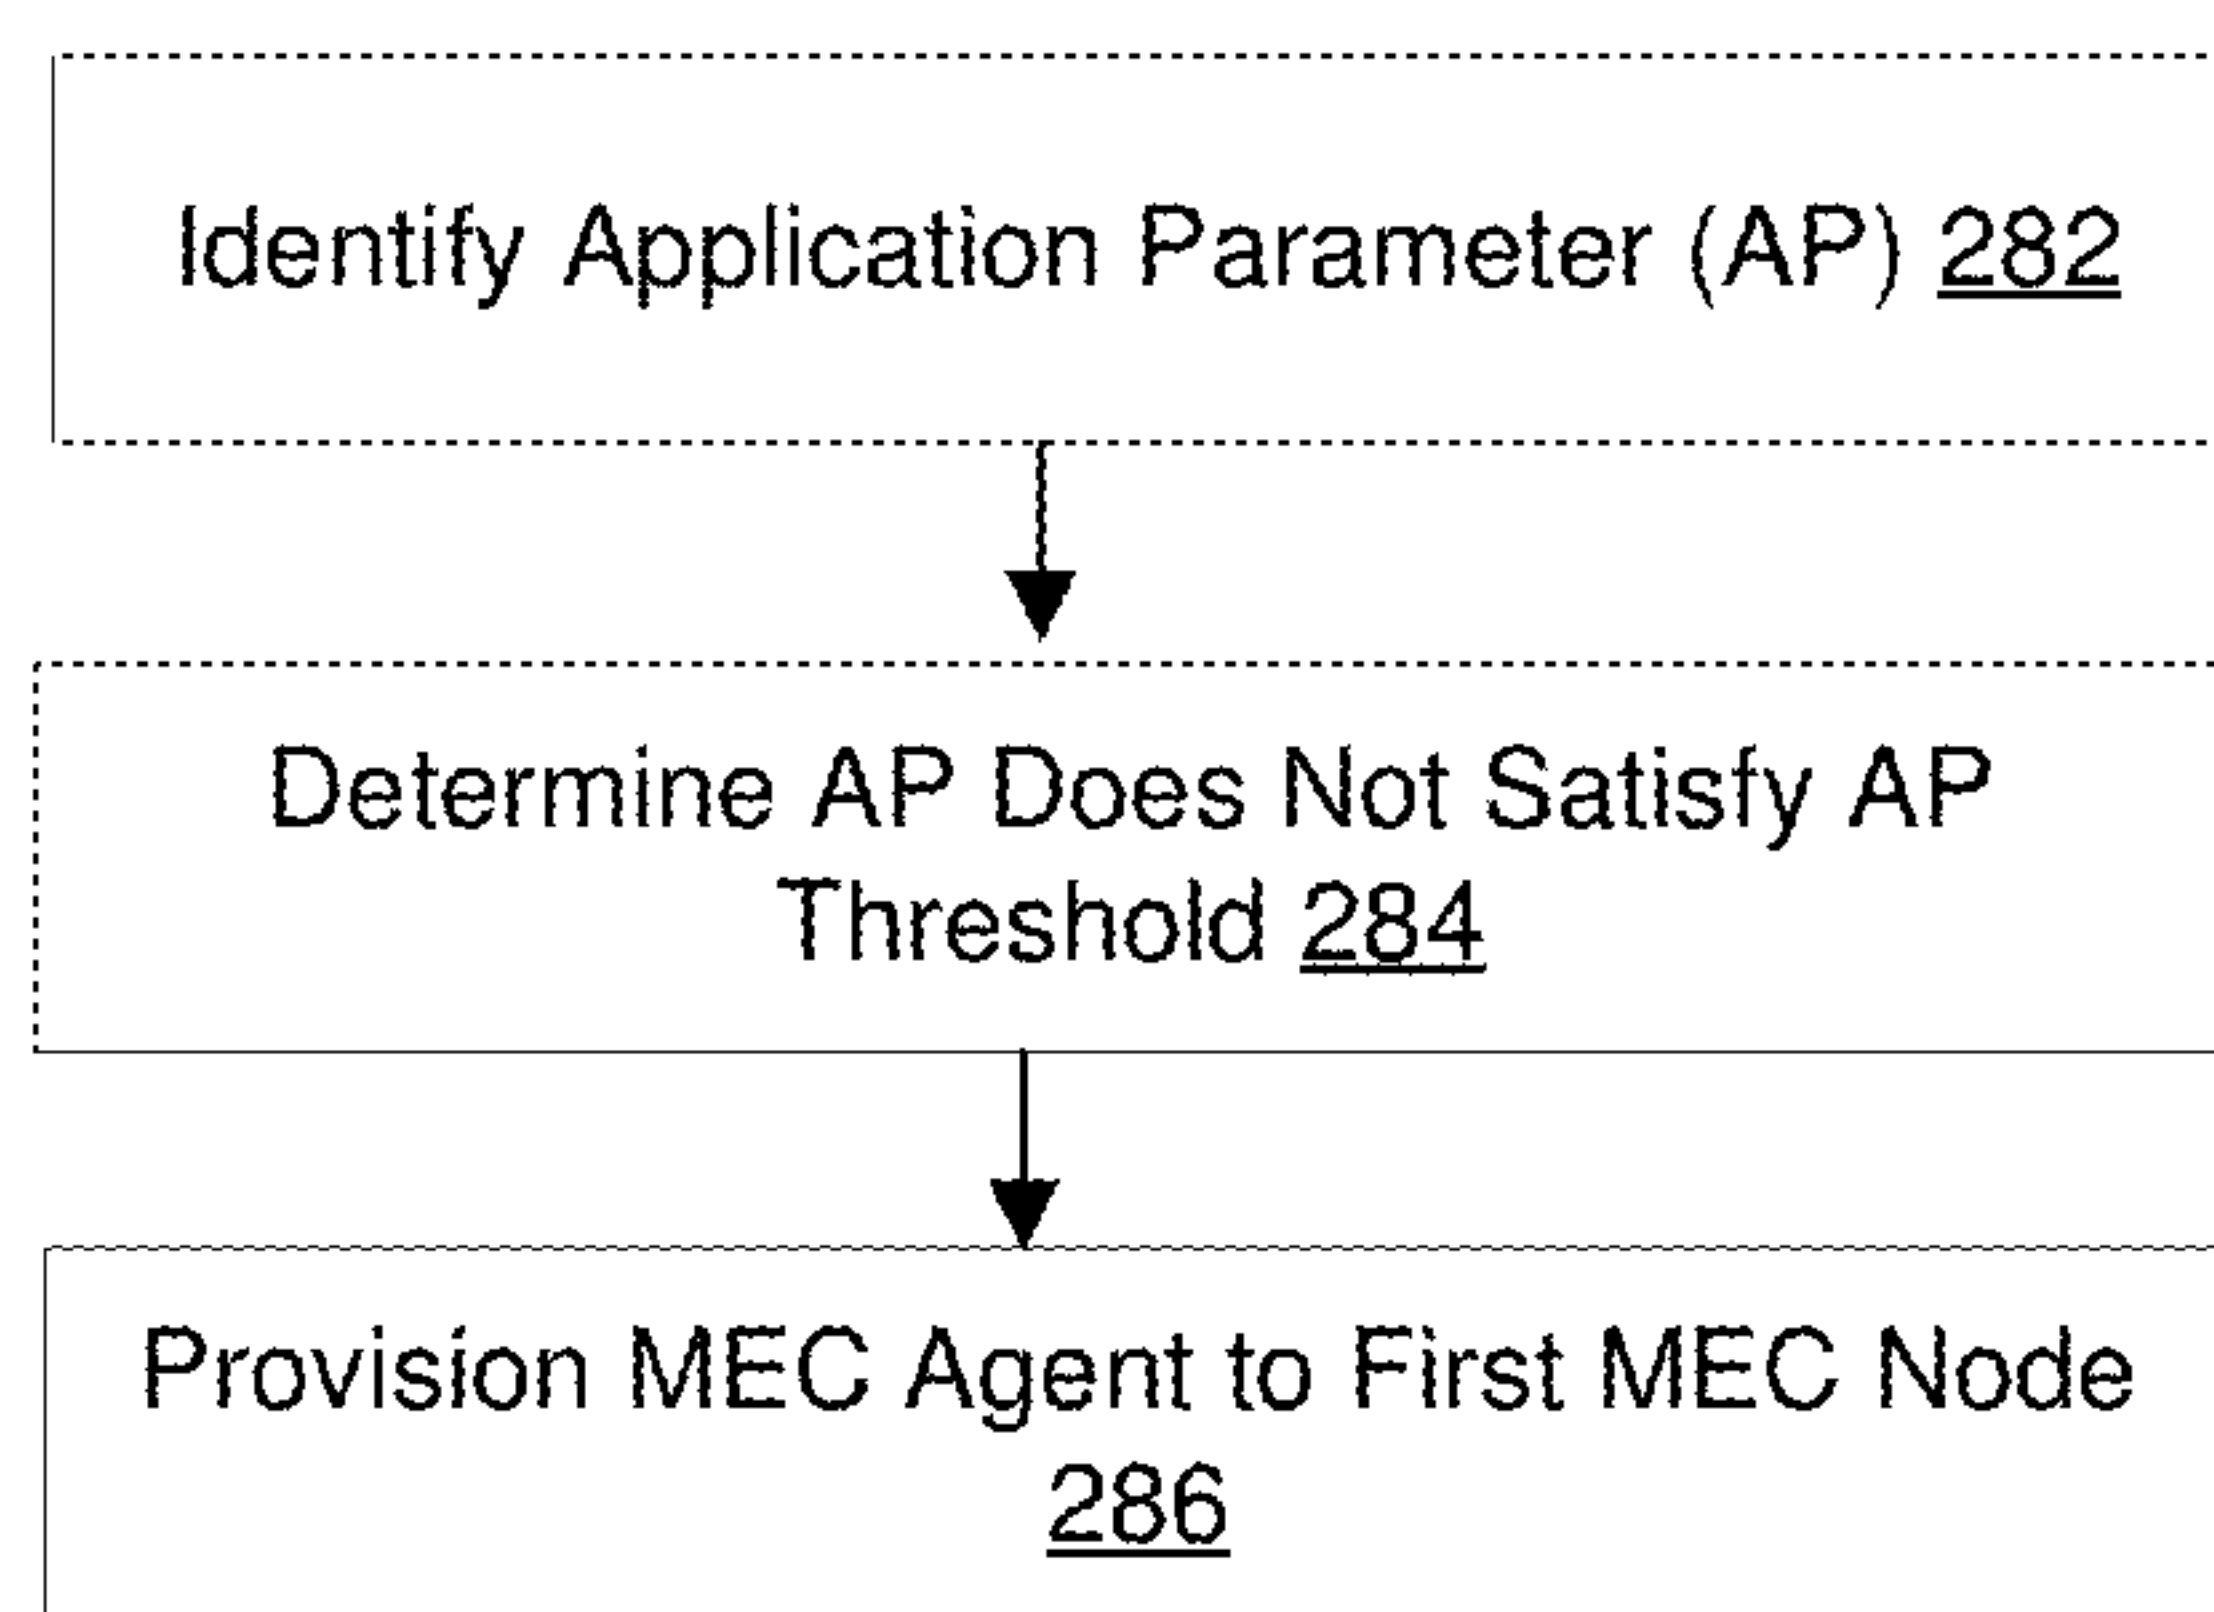 Identify Application Parameter (AP) 282
Determine AP Does Not Satisfy AP
Threshold 284
Provision MEC Agent to First MEC Node
286